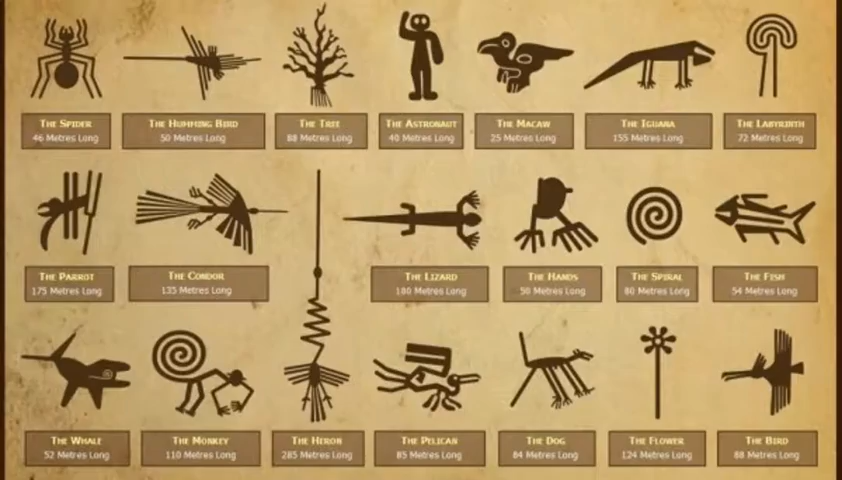 The Spider
46 Metres Long
The Humming Bird
50 Metres Long
The Tree
88 Metres Long
The Astronaut
40 Metres Long
The Macaw
25 Metres Long
The Iguana
155 Metres Long
The Labyrinth
72 Metres Long
The Parrot
175 Metres Long
The Condor
135 Metres Long
The Lizard
180 Metres Long
The Hands
50 Metres Long
The Spiral
80 Metres Long
The Fish
54 Metres Long
The Whale
52 Metres Long
The Monkey
110 Metres Long
The Heron
285 Metres Long
The Pelican
85 Metres Long
The Dog
84 Metres Long
The Flower
124 Metres Long
The Bird
88 Metres Long